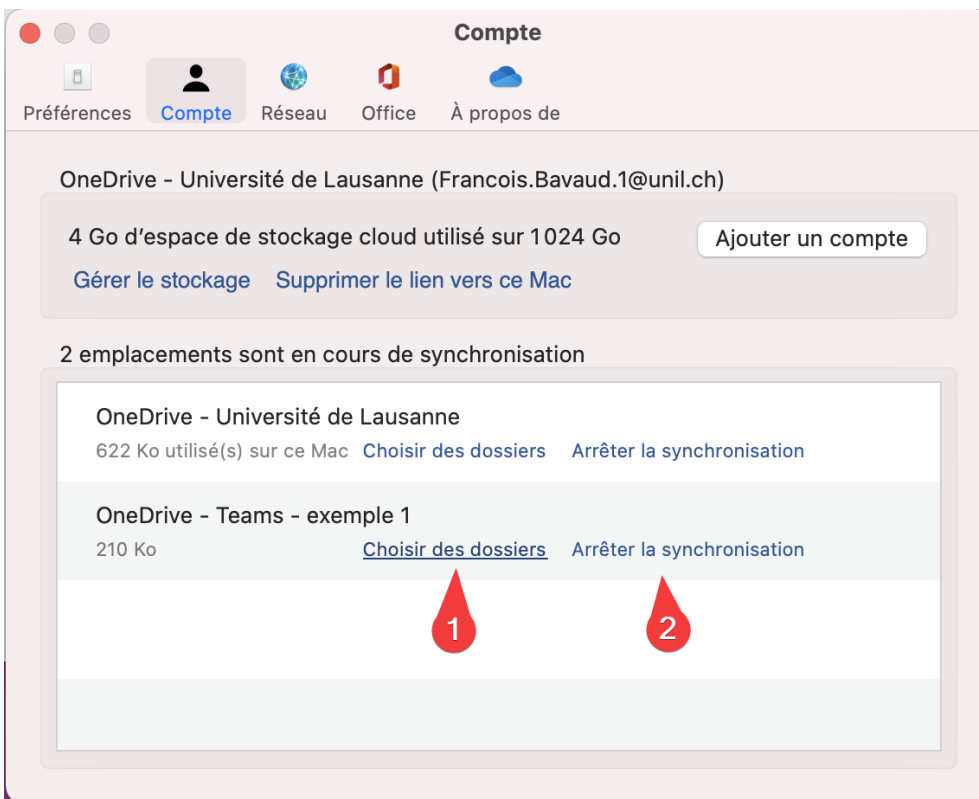 Compte
Préférences Compte Réseau Office À propos de
OneDrive - Université de Lausanne (Francois.Bavaud.1@unil.ch)
4 Go d'espace de stockage cloud utilisé sur 1 024 Go Ajouter un compte
Gérer le stockage Supprimer le lien vers ce Mac
2 emplacements sont en cours de synchronisation
OneDrive - Université de Lausanne
622 Ko utilisé(s) sur ce Mac Choisir des dossiers Arrêter la synchronisation
OneDrive - Teams - exemple 1
210 Ko Choisir des dossiers Arrêter la synchronisation
1 2